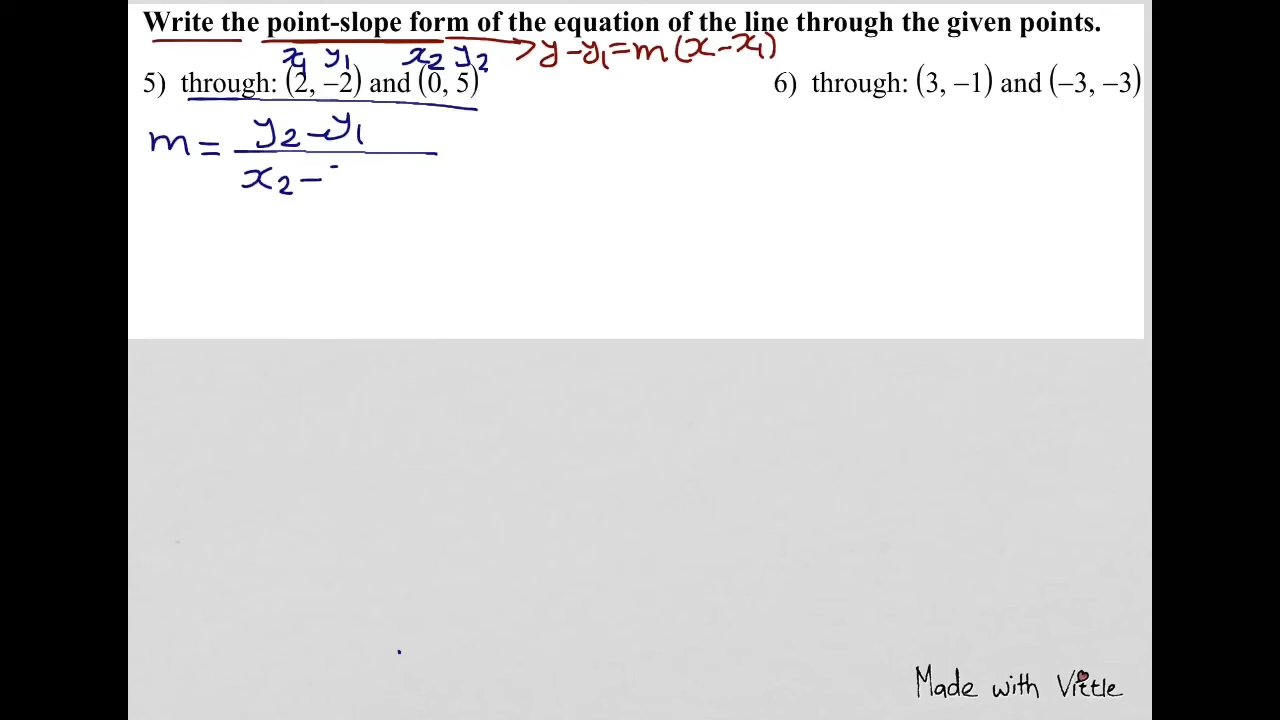 Write the point-slope form of the equation of the line through the given points.
y-y₁=m(x-x₁)
x₁ y₁ x₂ y₂
5) through: (2, −2) and (0, 5)
6) through: (3, −1) and (−3, −3)
m = y₂-y₁
x₂-
Made with Vittle